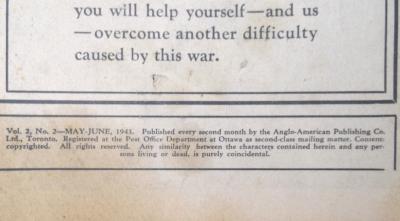 you will help yourself—and us
—overcome another difficulty
caused by this war.
Vol. 2, No. 2—MAY-JUNE, 1943. Published every second month by the Anglo-American Publishing Co.
Ltd., Toronto. Registered at the Post Office Department at Ottawa as second-class mailing matter. Contents
copyrighted. All rights reserved. Any similarity between the characters contained herein and any per-
sons living or dead, is purely coincidental.